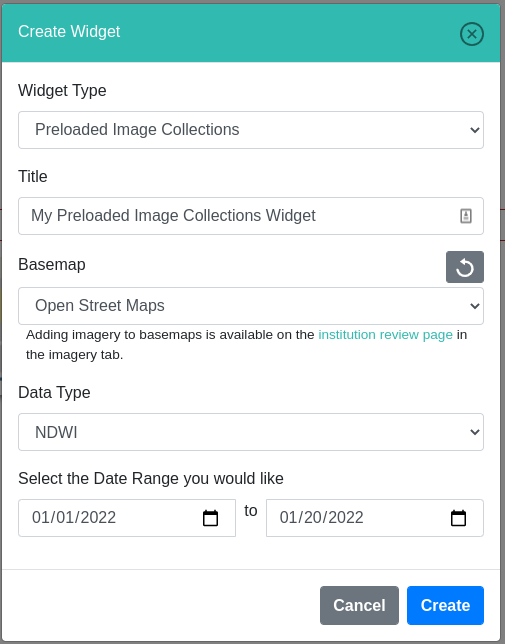 Create Widget
Widget Type
Preloaded Image Collections
Title
My Preloaded Image Collections Widget
Basemap
Open Street Maps
Adding imagery to basemaps is available on the institution review page in
the imagery tab.
Data Type
NDWI
Select the Date Range you would like
01/01/2022 to 01/20/2022
Cancel Create